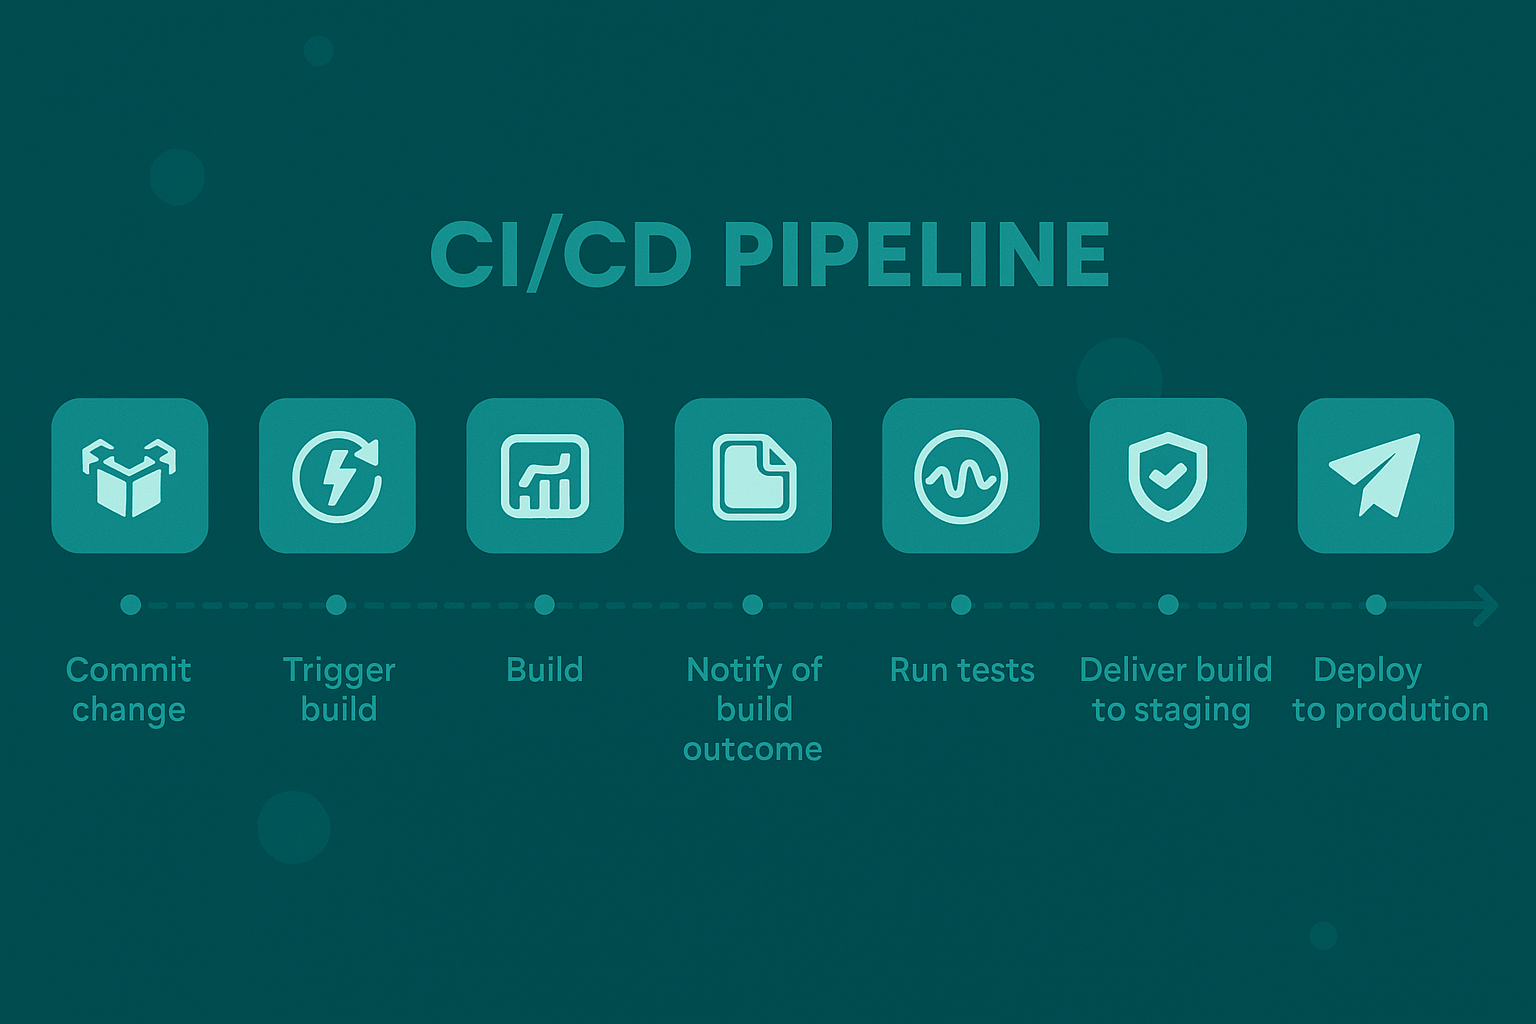 CI/CD PIPELINE
Commit
change
Trigger
build
Build
Notify of
build
outcome
Run tests
Deliver build
to staging
Deploy
to prodution